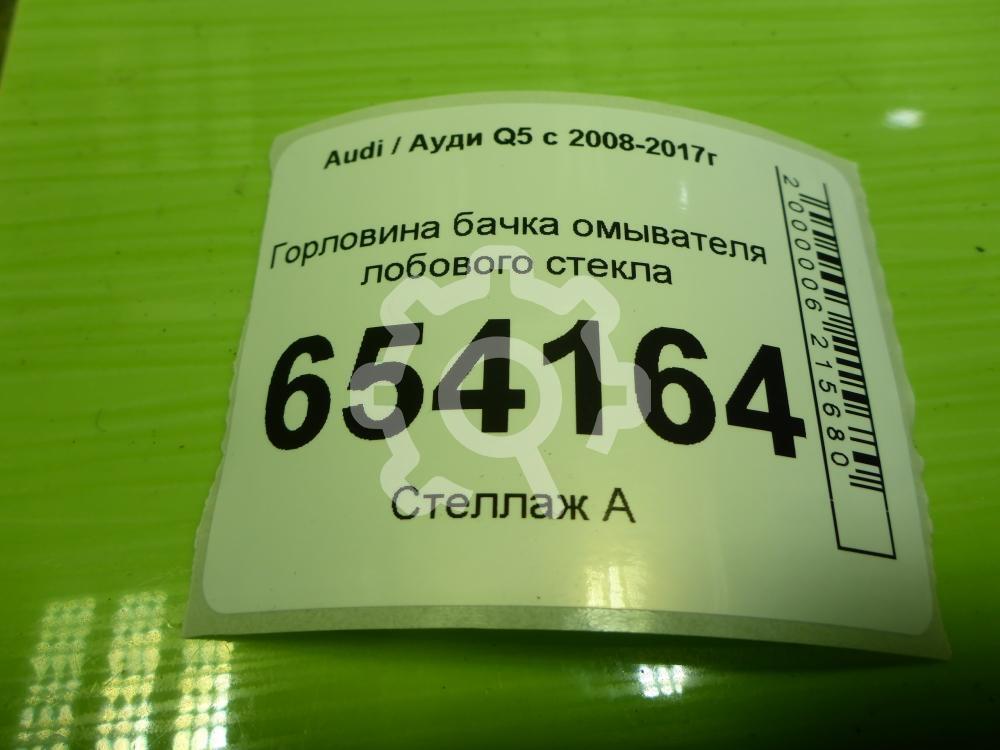 Audi / Ауди Q5 с 2008-2017г
Горловина бачка омывателя
лобового стекла
654164
Стеллаж А
2000006215680